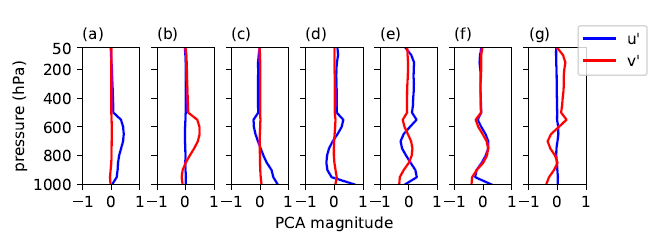 (a) (b) (c) (d) (e) (f) (g)
u'
v'
50
200
400
600
800
1000
pressure (hPa)
−1 0 1 −1 0 1 −1 0 1 −1 0 1 −1 0 1 −1 0 1 −1 0 1
PCA magnitude